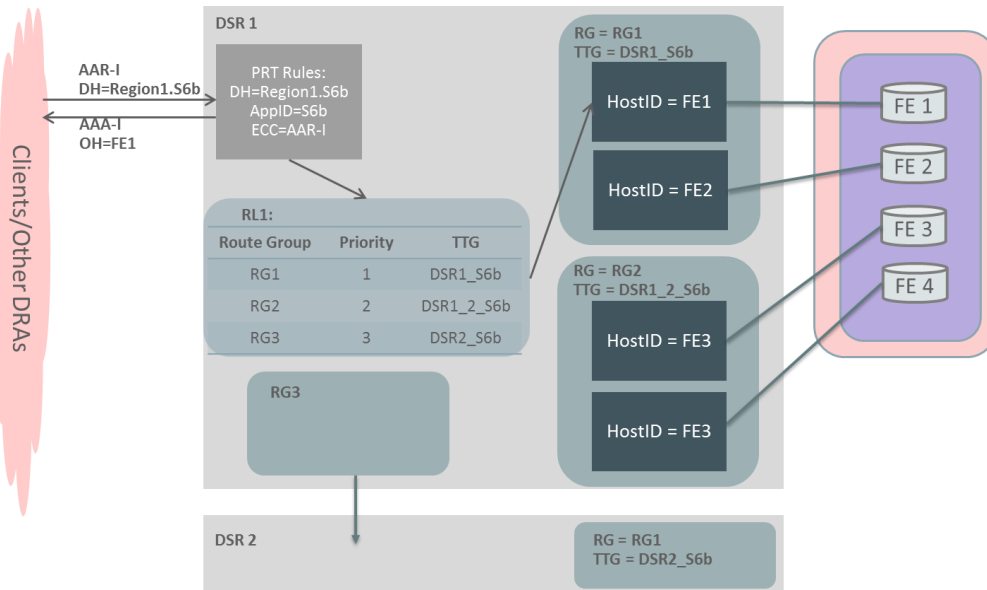 DSR 1
AAR-I
DH=Region1.S6b
AAA-I
OH=FE1
Clients/Other DRAs
PRT Rules:
DH=Region1.S6b
AppID=S6b
ECC=AAR-I
RL1:
Route Group Priority TTG
RG1 1 DSR1_S6b
RG2 2 DSR1_2_S6b
RG3 3 DSR2_S6b
RG3
RG = RG1
TTG = DSR1_S6b
HostID = FE1
HostID = FE2
RG = RG2
TTG = DSR1_2_S6b
HostID = FE3
HostID = FE3
FE 1
FE 2
FE 3
FE 4
DSR 2
RG = RG1
TTG = DSR2_S6b